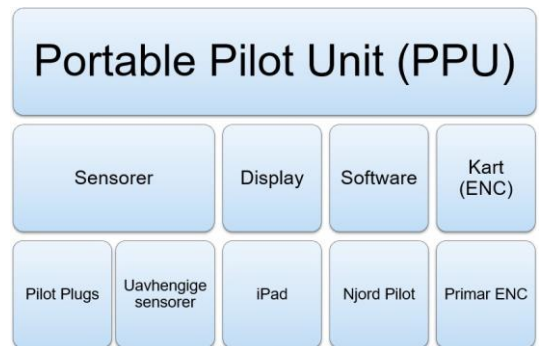 Portable Pilot Unit (PPU)
Sensorer
Display
Software
Kart
(ENC)
Pilot Plugs
Uavhengige
sensorer
iPad
Njord Pilot
Primar ENC